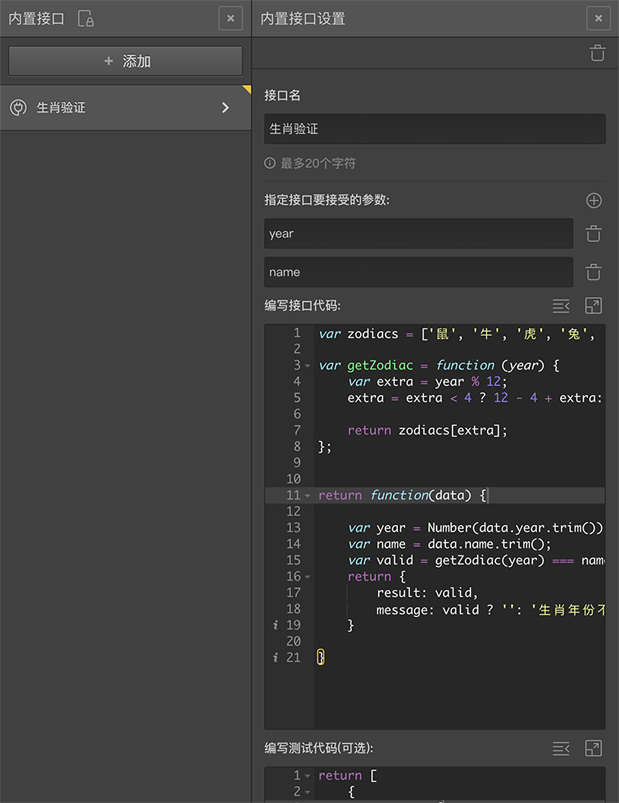 内置接口
×
+ 添加
生肖验证
内置接口设置
×
接口名
生肖验证
最多20个字符
指定接口要接受的参数:
year
name
编写接口代码:
1 var zodiacs = ['鼠', '牛', '虎', '兔',
2
3 var getZodiac = function (year) {
4 var extra = year % 12;
5 extra = extra < 4 ? 12 - 4 + extra:
6
7 return zodiacs[extra];
8 };
9
10
11 return function(data) {
12
13 var year = Number(data.year.trim())
14 var name = data.name.trim();
15 var valid = getZodiac(year) === name
16 return {
17 result: valid,
18 message: valid ? '': '生肖年份不
i 19 }
20
i 21 }
编写测试代码(可选):
1 return [
2 {